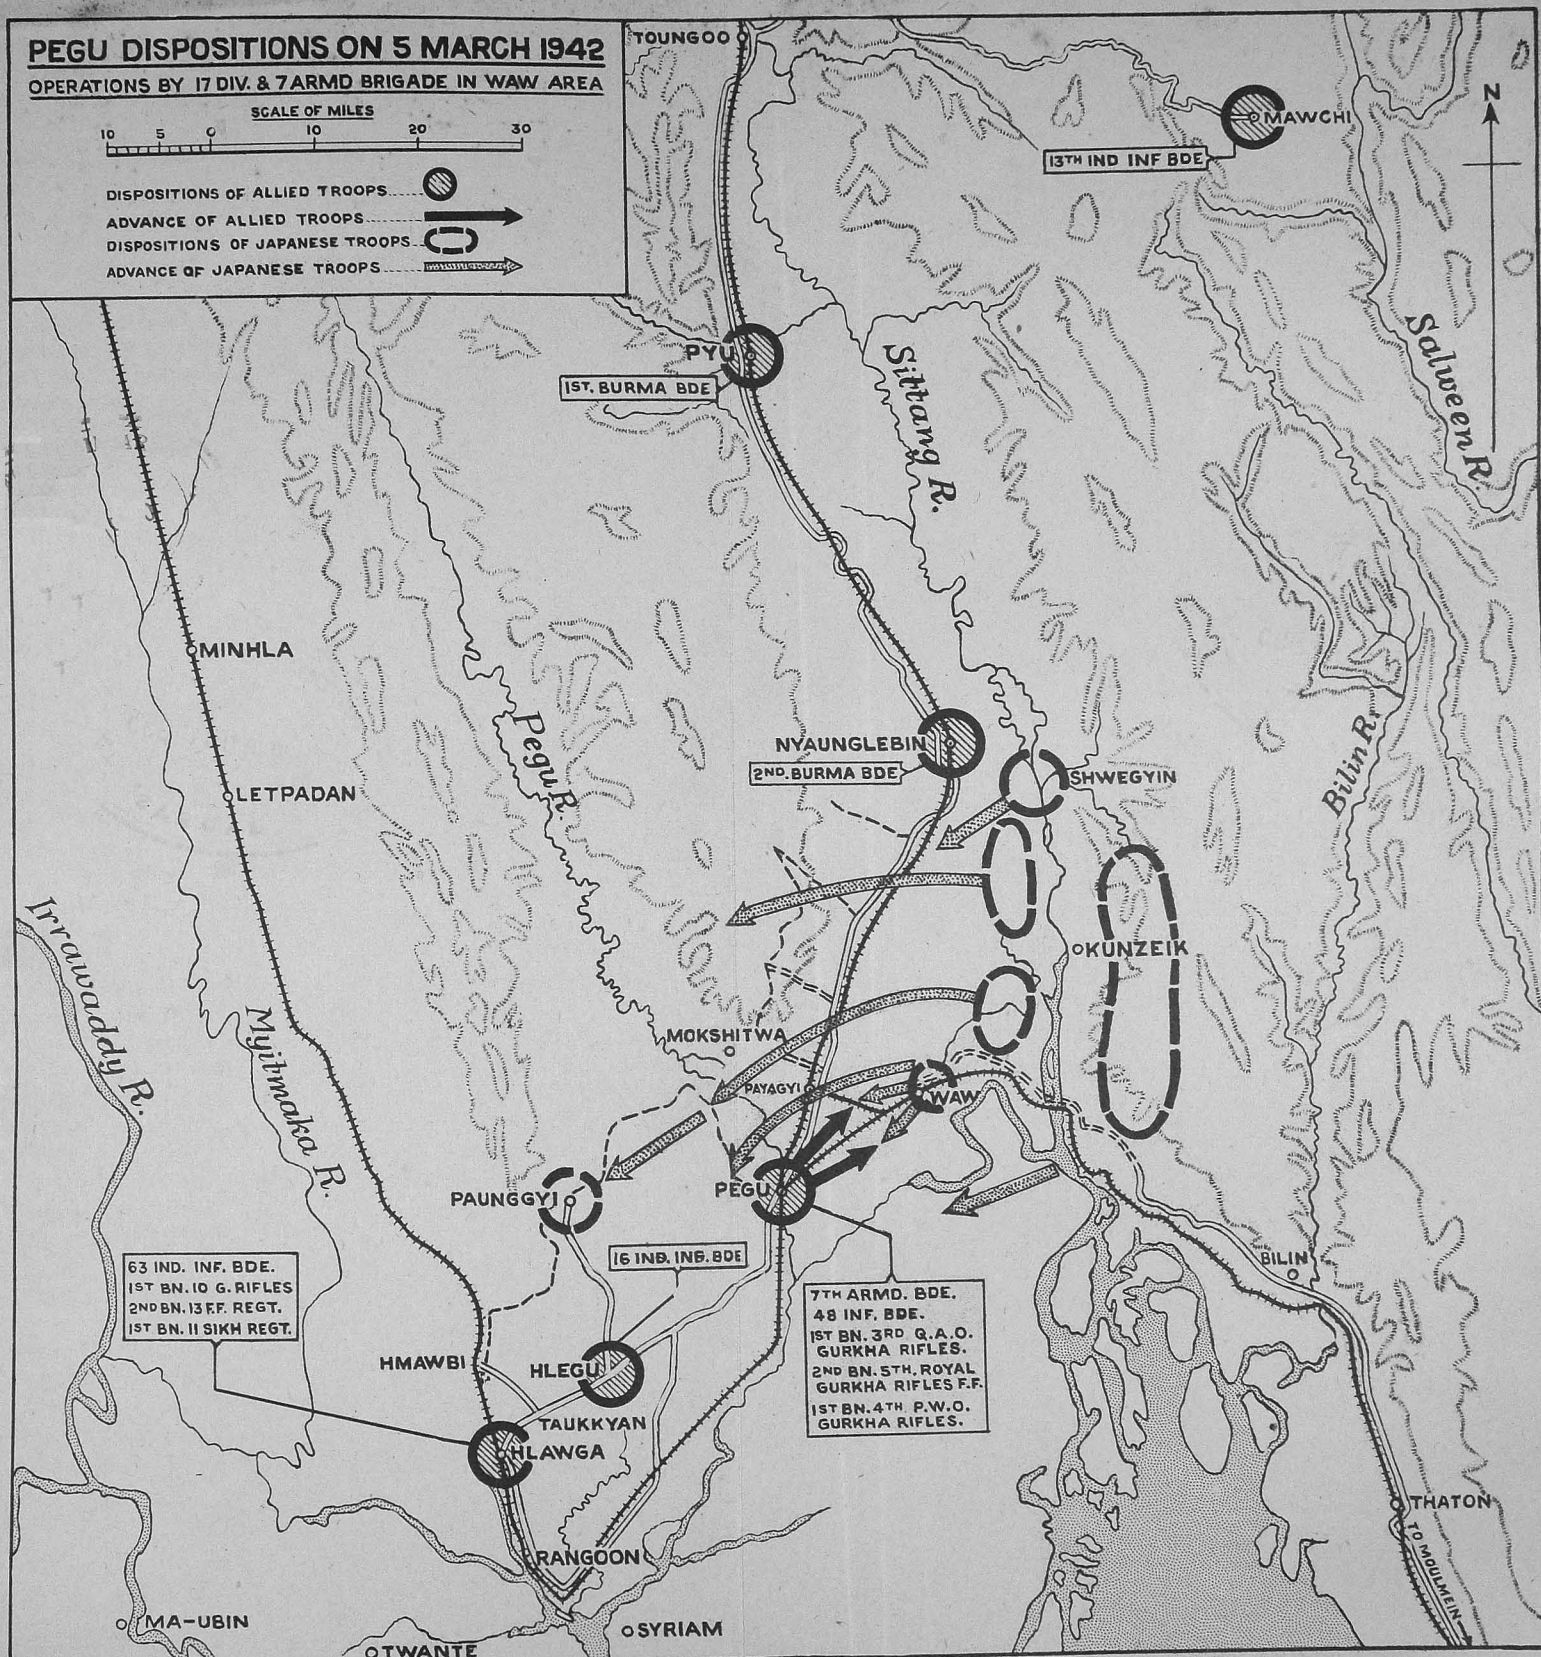 PEGU DISPOSITIONS ON 5 MARCH 1942
OPERATIONS BY 17 DIV. & 7 ARMD BRIGADE IN WAW AREA
SCALE OF MILES
10 5 0 10 20 30
DISPOSITIONS OF ALLIED TROOPS
ADVANCE OF ALLIED TROOPS
DISPOSITIONS OF JAPANESE TROOPS
ADVANCE OF JAPANESE TROOPS
TOUNGOO
N
MAWCHI
13TH IND INF BDE
PYU
1ST. BURMA BDE
Sittang R.
Salween R.
MINHLA
Pegu R.
NYAUNGLEBIN
2ND. BURMA BDE
SHWEGYIN
Bilin R.
LETPADAN
Irrawaddy R.
KUNZEIK
Myitmaka R.
MOKSHITWA
PAYAGYI
WAW
PAUNGGYI
PEGU
16 IND. INF. BDE
BILIN
63 IND. INF. BDE.
1ST BN. 10 G. RIFLES
2ND BN. 13 F.F. REGT.
1ST BN. 11 SIKH REGT.
7TH ARMD. BDE.
48 INF. BDE.
1ST BN. 3RD Q.A.O.
GURKHA RIFLES.
2ND BN. 5TH. ROYAL
GURKHA RIFLES F.F.
1ST BN. 4TH P.W.O.
GURKHA RIFLES.
HMAWBI
HLEGU
TAUKKYAN
HLAWGA
THATON
TO MOULMEIN
RANGOON
MA-UBIN
SYRIAM
TWANTE